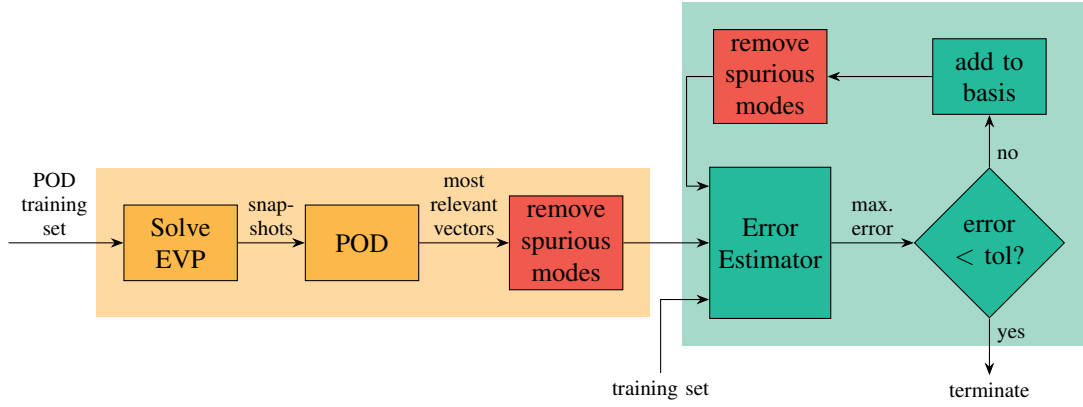 POD
training
set
Solve
EVP
snap-
shots
POD
most
relevant
vectors
remove
spurious
modes
training set
Error
Estimator
max.
error
error
< tol?
no
add to
basis
remove
spurious
modes
yes
terminate